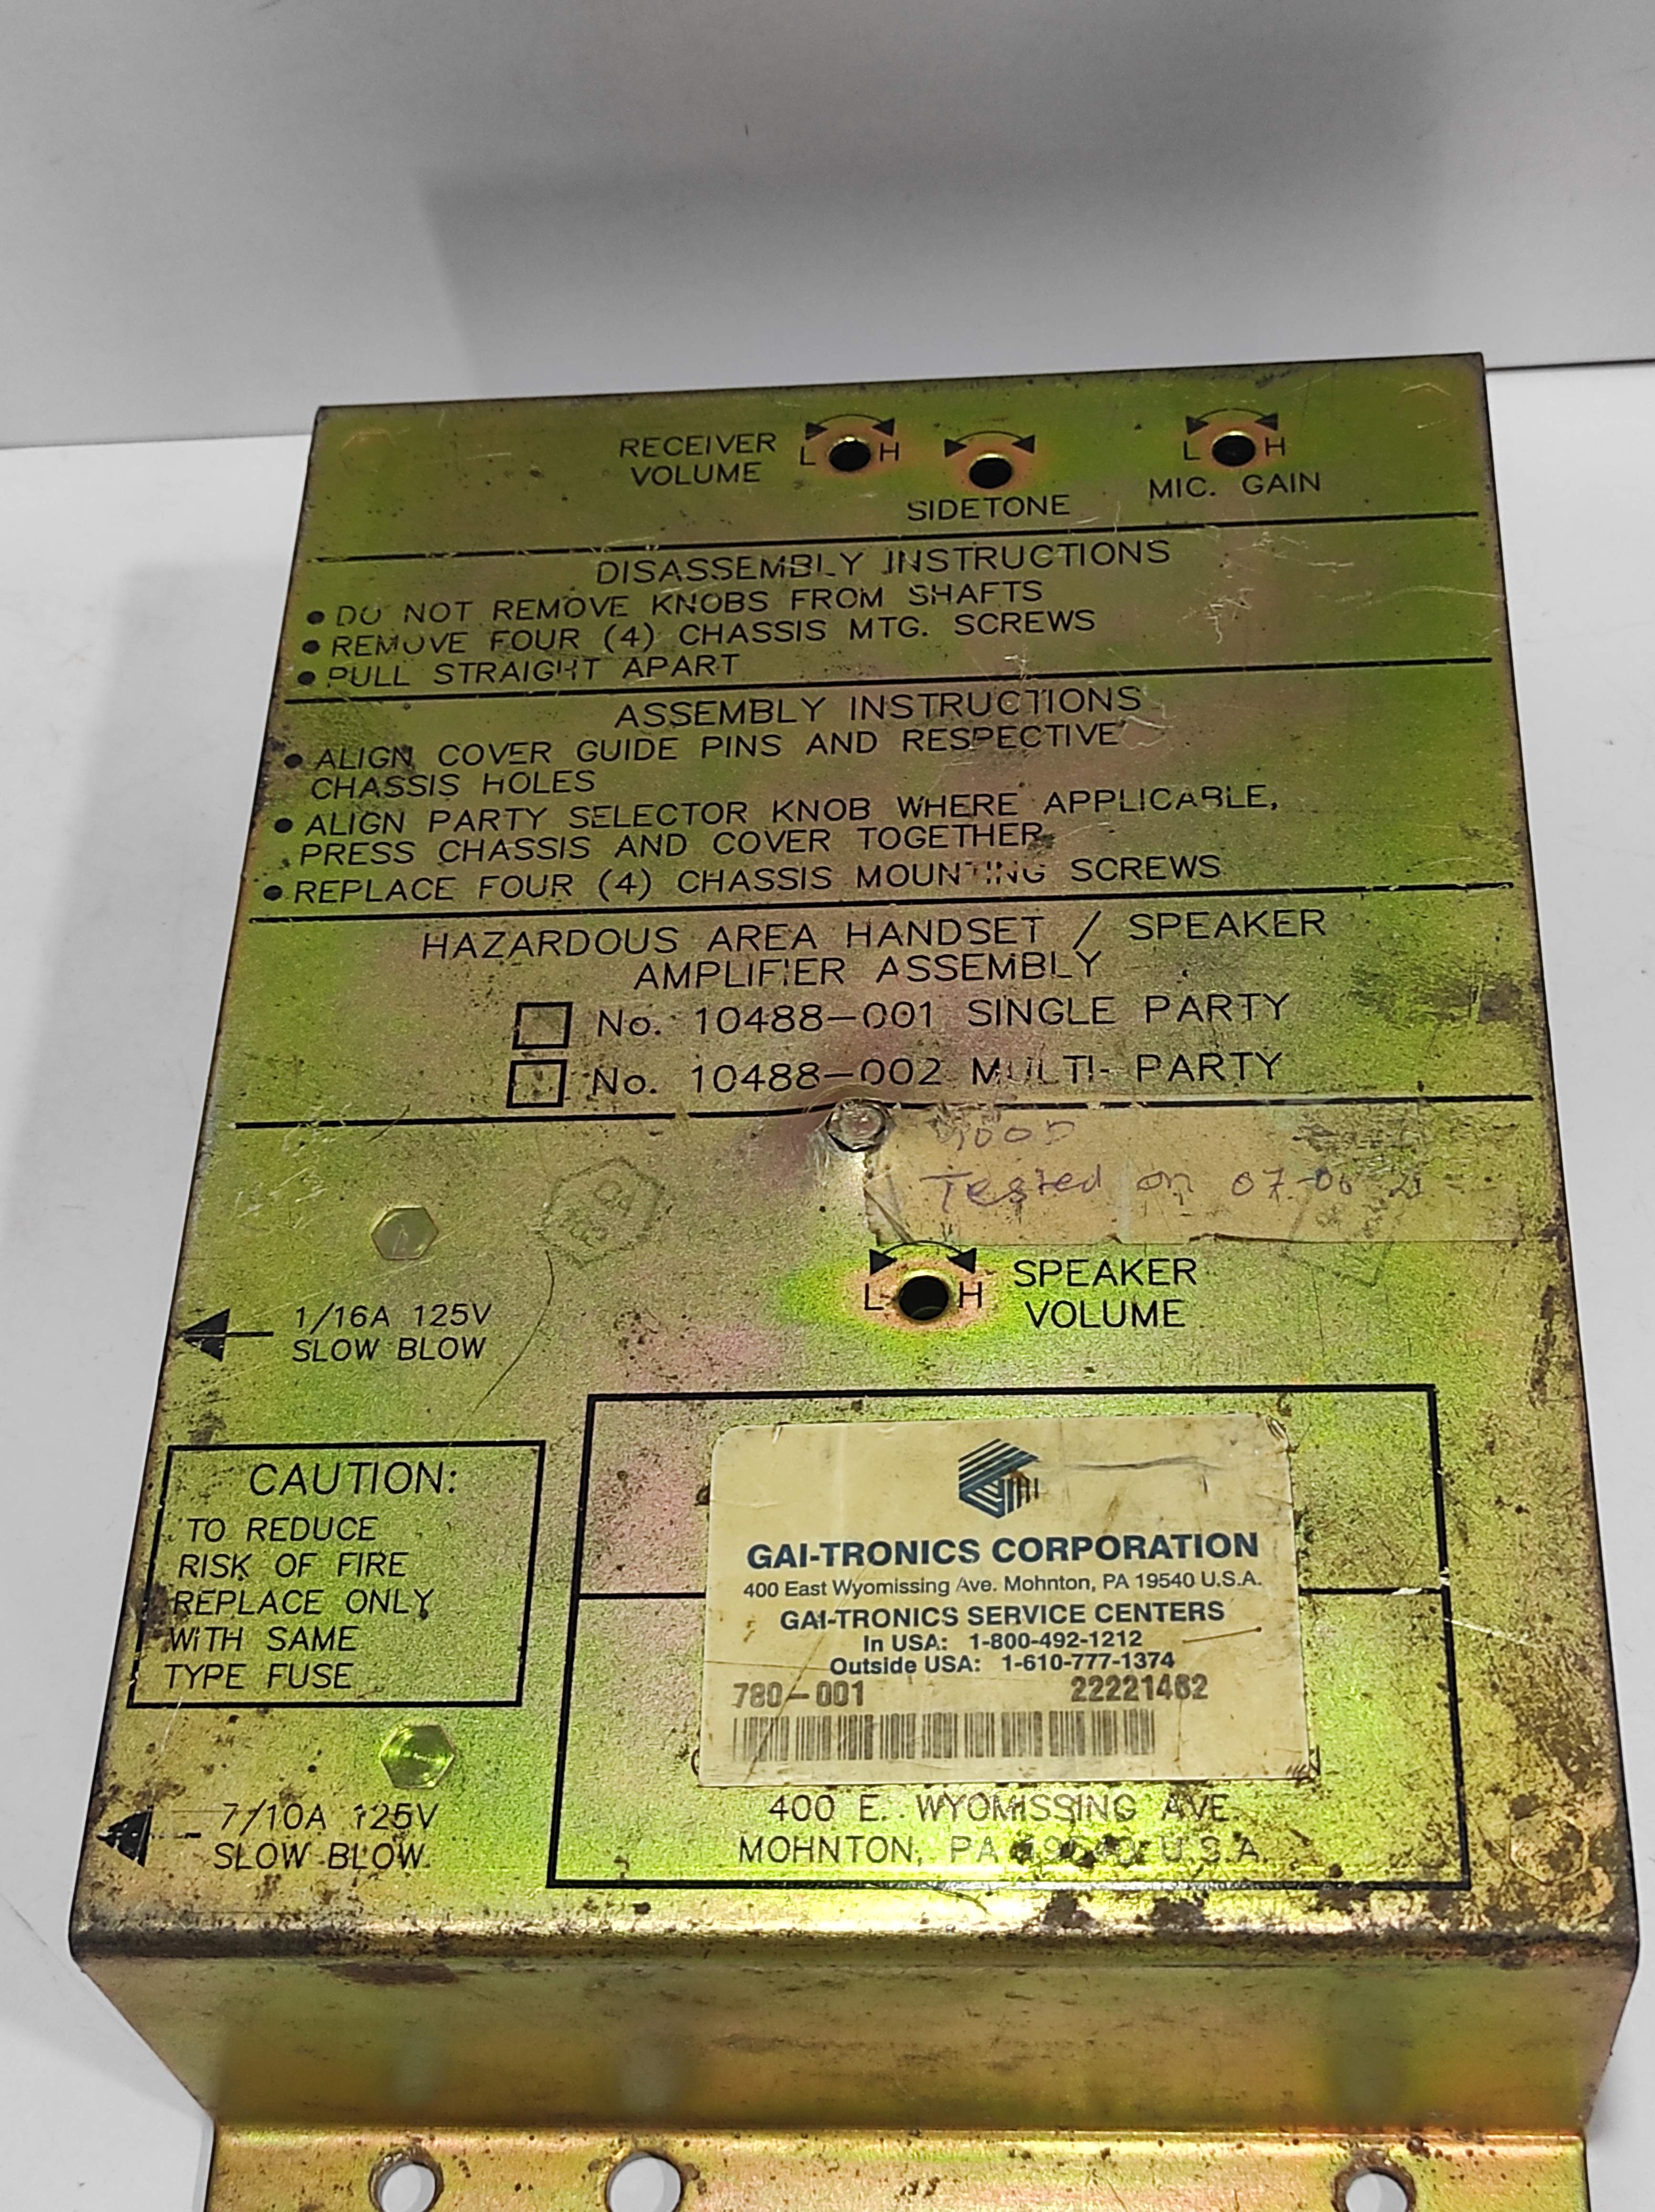 RECEIVER
VOLUME
L H
SIDETONE
L H
MIC. GAIN
DISASSEMBLY INSTRUCTIONS
• DO NOT REMOVE KNOBS FROM SHAFTS
• REMOVE FOUR (4) CHASSIS MTG. SCREWS
• PULL STRAIGHT APART
ASSEMBLY INSTRUCTIONS
• ALIGN COVER GUIDE PINS AND RESPECTIVE
CHASSIS HOLES
• ALIGN PARTY SELECTOR KNOB WHERE APPLICABLE,
PRESS CHASSIS AND COVER TOGETHER
• REPLACE FOUR (4) CHASSIS MOUNTING SCREWS
HAZARDOUS AREA HANDSET / SPEAKER
AMPLIFIER ASSEMBLY
No. 10488-001 SINGLE PARTY
No. 10488-002 MULTI-PARTY
GOOD
Tested on 07-06
QA
L H
SPEAKER
VOLUME
1/16A 125V
SLOW BLOW
CAUTION:
TO REDUCE
RISK OF FIRE
REPLACE ONLY
WITH SAME
TYPE FUSE
7/10A 125V
SLOW BLOW
GAI-TRONICS CORPORATION
400 East Wyomissing Ave. Mohnton, PA 19540 U.S.A.
GAI-TRONICS SERVICE CENTERS
In USA: 1-800-492-1212
Outside USA: 1-610-777-1374
780-001 22221462
400 E. WYOMISSING AVE.
MOHNTON, PA 19540 U.S.A.